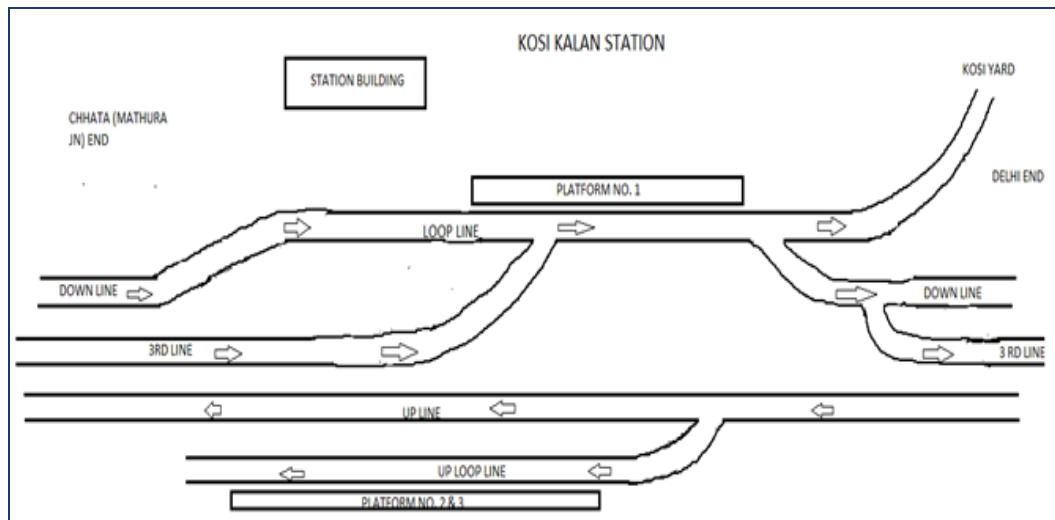 KOSI KALAN STATION
STATION BUILDING
KOSI YARD
CHHATA (MATHURA
JN) END
DELHI END
PLATFORM NO. 1
LOOP LINE
DOWN LINE
DOWN LINE
3RD LINE
3 RD LINE
UP LINE
UP LOOP LINE
PLATFORM NO. 2 & 3